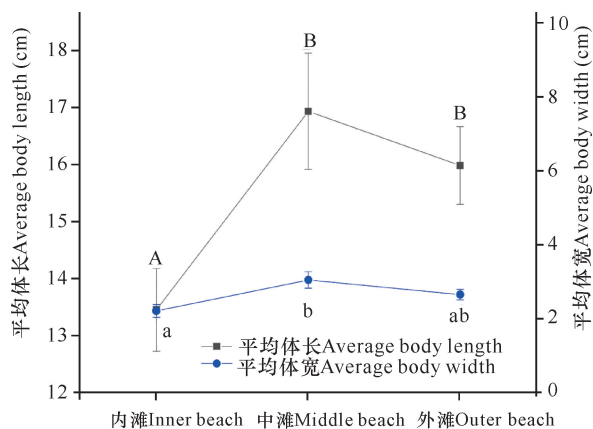 平均体长Average body length (cm)
18
17
16
15
14
13
12
10
8
6
4
2
0
平均体宽Average body width (cm)
A
B
B
a
b
ab
平均体长Average body length
平均体宽Average body width
内滩Inner beach
中滩Middle beach
外滩Outer beach